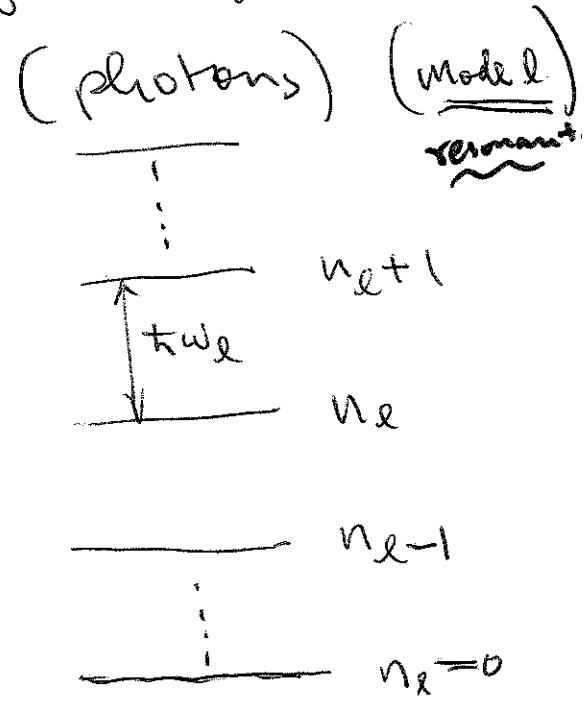 (photons) (mode l)
resonant.
n_l+1
ħω_l
n_l
n_l-1
n_l=0